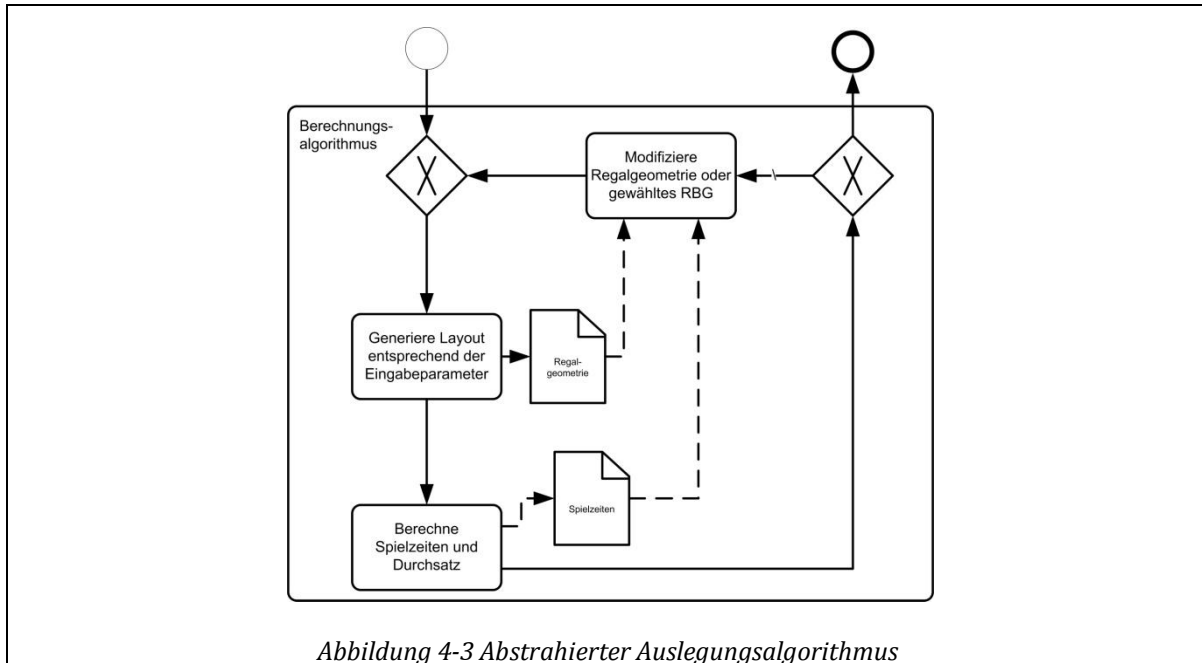 Berechnungs-
algorithmus
Modifiziere
Regalgeometrie oder
gewähltes RBG
Generiere Layout
entsprechend der
Eingabeparameter
Regal-
geometrie
Berechne
Spielzeiten und
Durchsatz
Spielzeiten
Abbildung 4-3 Abstrahierter Auslegungsalgorithmus